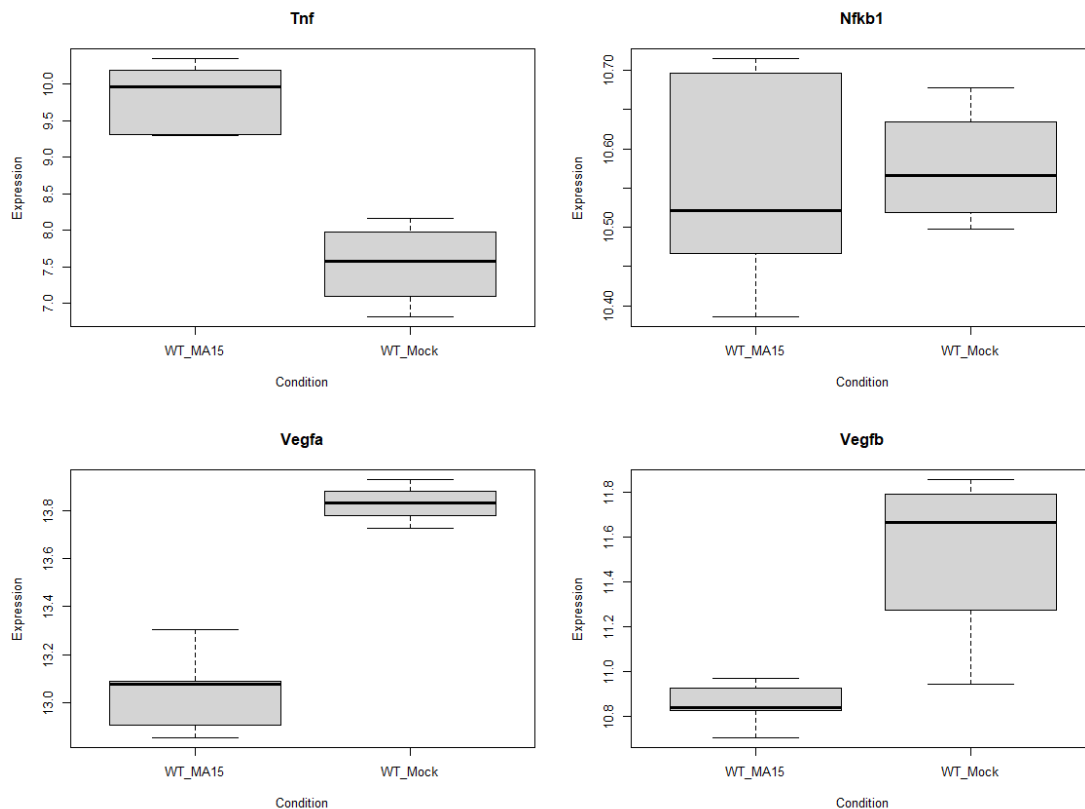 Tnf
Expression
10.0
9.5
9.0
8.5
8.0
7.5
7.0
WT_MA15 WT_Mock
Condition
Nfkb1
Expression
10.70
10.60
10.50
10.40
WT_MA15 WT_Mock
Condition
Vegfa
Expression
13.8
13.6
13.4
13.2
13.0
WT_MA15 WT_Mock
Condition
Vegfb
Expression
11.8
11.6
11.4
11.2
11.0
10.8
WT_MA15 WT_Mock
Condition